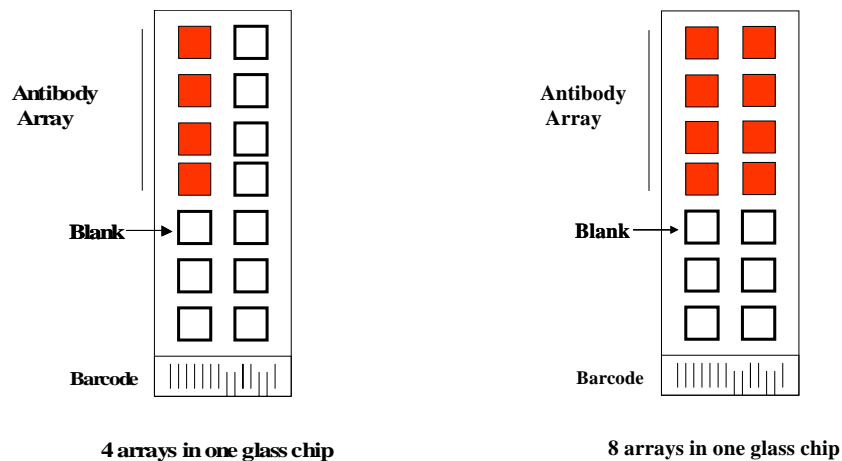 Antibody
Array
Blank
Barcode
4 arrays in one glass chip
Antibody
Array
Blank
Barcode
8 arrays in one glass chip